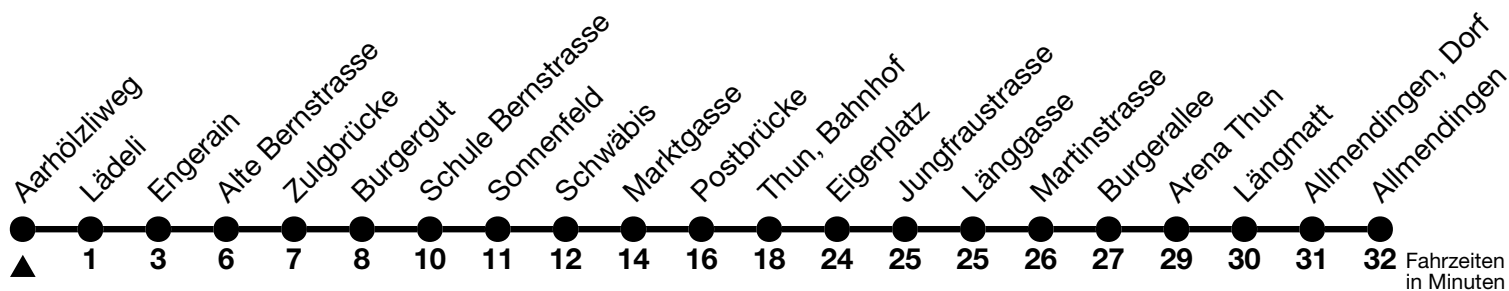 Aarhölzliweg
Lädeli
Engerain
Alte Bernstrasse
Zulgbrücke
Burgergut
Schule Bernstrasse
Sonnenfeld
Schwäbis
Marktgasse
Postbrücke
Thun, Bahnhof
Eigerplatz
Jungfraustrasse
Länggasse
Martinstrasse
Burgerallee
Arena Thun
Längmatt
Allmendingen, Dorf
Allmendingen
1 3 6 7 8 10 11 12 14 16 18 24 25 25 26 27 29 30 31 32 Fahrzeiten
in Minuten